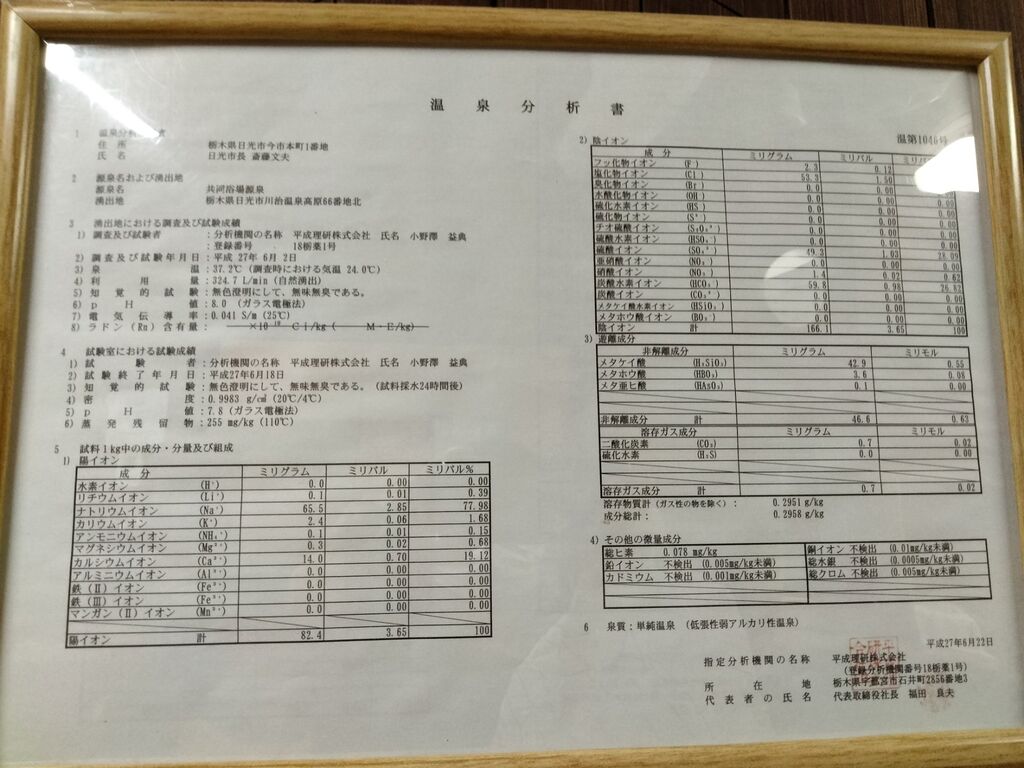 温泉分析書
温第1046号
1 温泉分析
住所 栃木県日光市今市本町1番地
氏名 日光市長 斎藤文夫
2 源泉名および湧出地
源泉名 共同浴場源泉
湧出地 栃木県日光市川治温泉高原66番地北
3 湧出地における調査及び試験成績
1) 調査及び試験者 : 分析機関の名称 平成理研株式会社 氏名 小野澤 益典
: 登録番号 18栃薬1号
2) 調査及び試験年月日 : 平成 27年 6月 2日
3) 泉温 : 37.2℃ (調査時における気温 24.0℃)
4) 利用量 : 324.7 L/min (自然湧出)
5) 知覚的試験 : 無色澄明にして、無味無臭である。
6) pH値 : 8.0 (ガラス電極法)
7) 電気伝導率 : 0.041 S/m (25℃)
8) ラドン (Rn) 含有量 : ×10 Ci/kg ( M・E/kg)
4 試験室における試験成績
1) 試験者 : 分析機関の名称 平成理研株式会社 氏名 小野澤 益典
2) 試験終了年月日 : 平成27年6月18日
3) 知覚的試験 : 無色澄明にして、無味無臭である。(試料採水24時間後)
4) 密度 : 0.9983 g/cm³ (20℃/4℃)
5) pH値 : 7.8 (ガラス電極法)
6) 蒸発残留物 : 255 mg/kg (110℃)
5 試料1kg中の成分・分量及び組成
1) 陽イオン
成分 ミリグラム ミリバル ミリバル%
水素イオン (H⁺) 0.0 0.00 0.00
リチウムイオン (Li⁺) 0.1 0.01 0.39
ナトリウムイオン (Na⁺) 65.5 2.85 77.98
カリウムイオン (K⁺) 2.4 0.06 1.68
アンモニウムイオン (NH₄⁺) 0.1 0.01 0.15
マグネシウムイオン (Mg²⁺) 0.3 0.02 0.68
カルシウムイオン (Ca²⁺) 14.0 0.70 19.12
アルミニウムイオン (Al³⁺) 0.0 0.00 0.00
鉄(Ⅱ)イオン (Fe²⁺) 0.0 0.00 0.00
鉄(Ⅲ)イオン (Fe³⁺) 0.0 0.00 0.00
マンガン(Ⅱ)イオン (Mn²⁺) 0.0 0.00 0.00
陽イオン 計 82.4 3.65 100
2) 陰イオン
成分 ミリグラム ミリバル ミリバ
フッ化物イオン (F⁻) 2.3 0.12
塩化物イオン (Cl⁻) 53.3 1.50
臭化物イオン (Br⁻) 0.0 0.00 0.00
水酸化物イオン (OH⁻) 0.0 0.00 0.00
硫化水素イオン (HS⁻) 0.0 0.00 0.00
硫化物イオン (S²⁻) 0.0 0.00 0.00
チオ硫酸イオン (S₂O₃²⁻) 0.0 0.00 0.00
硫酸水素イオン (HSO₄⁻) 0.0 0.00 0.00
硫酸イオン (SO₄²⁻) 49.3 1.03 28.09
亜硝酸イオン (NO₂⁻) 0.0 0.00 0.00
硝酸イオン (NO₃⁻) 1.4 0.02 0.62
炭酸水素イオン (HCO₃⁻) 59.8 0.98 26.82
炭酸イオン (CO₃²⁻) 0.0 0.00 0.00
メタケイ酸水素イオン (HSiO₃⁻) 0.0 0.00 0.00
メタホウ酸イオン (BO₂⁻) 0.0 0.00 0.00
陰イオン 計 166.1 3.65 100
3) 遊離成分
非解離成分 ミリグラム ミリモル
メタケイ酸 (H₂SiO₃) 42.9 0.55
メタホウ酸 (HBO₂) 3.6 0.08
メタ亜ヒ酸 (HAsO₂) 0.1 0.00
非解離成分 計 46.6 0.63
溶存ガス成分 ミリグラム ミリモル
二酸化炭素 (CO₂) 0.7 0.02
硫化水素 (H₂S) 0.0 0.00
溶存ガス成分 計 0.7 0.02
溶存物質計 (ガス性の物を除く) : 0.2951 g/kg
成分総計 : 0.2958 g/kg
4) その他の微量成分
総ヒ素 0.078 mg/kg 銅イオン 不検出 (0.01mg/kg未満)
鉛イオン 不検出 (0.005mg/kg未満) 総水銀 不検出 (0.0005mg/kg未満)
カドミウム 不検出 (0.001mg/kg未満) 総クロム 不検出 (0.005mg/kg未満)
6 泉質 : 単純温泉 (低張性弱アルカリ性温泉)
平成27年6月22日
指定分析機関の名称 平成理研株式会社
(登録分析機関番号18栃薬1号)
所在地 栃木県宇都宮市石井町2856番地3
代表者の氏名 代表取締役社長 福田 良夫